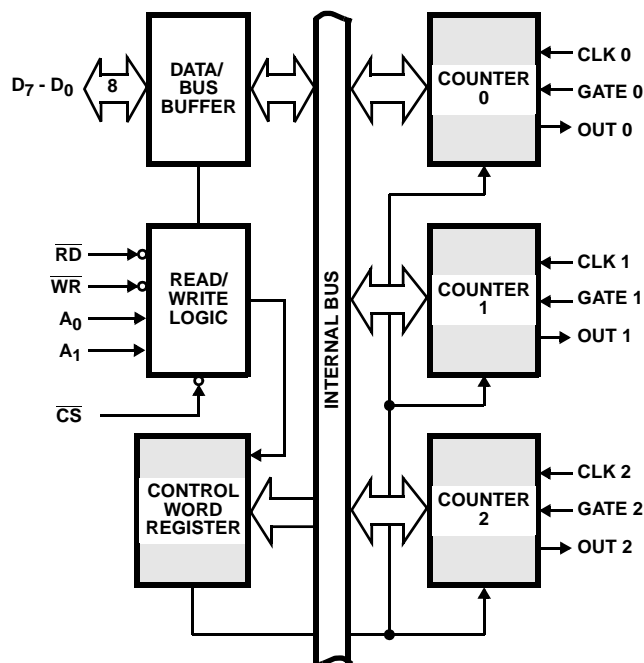 D7 - D0
8
DATA/
BUS
BUFFER
RD
WR
A0
A1
CS
READ/
WRITE
LOGIC
CONTROL
WORD
REGISTER
INTERNAL BUS
COUNTER
0
CLK 0
GATE 0
OUT 0
COUNTER
1
CLK 1
GATE 1
OUT 1
COUNTER
2
CLK 2
GATE 2
OUT 2